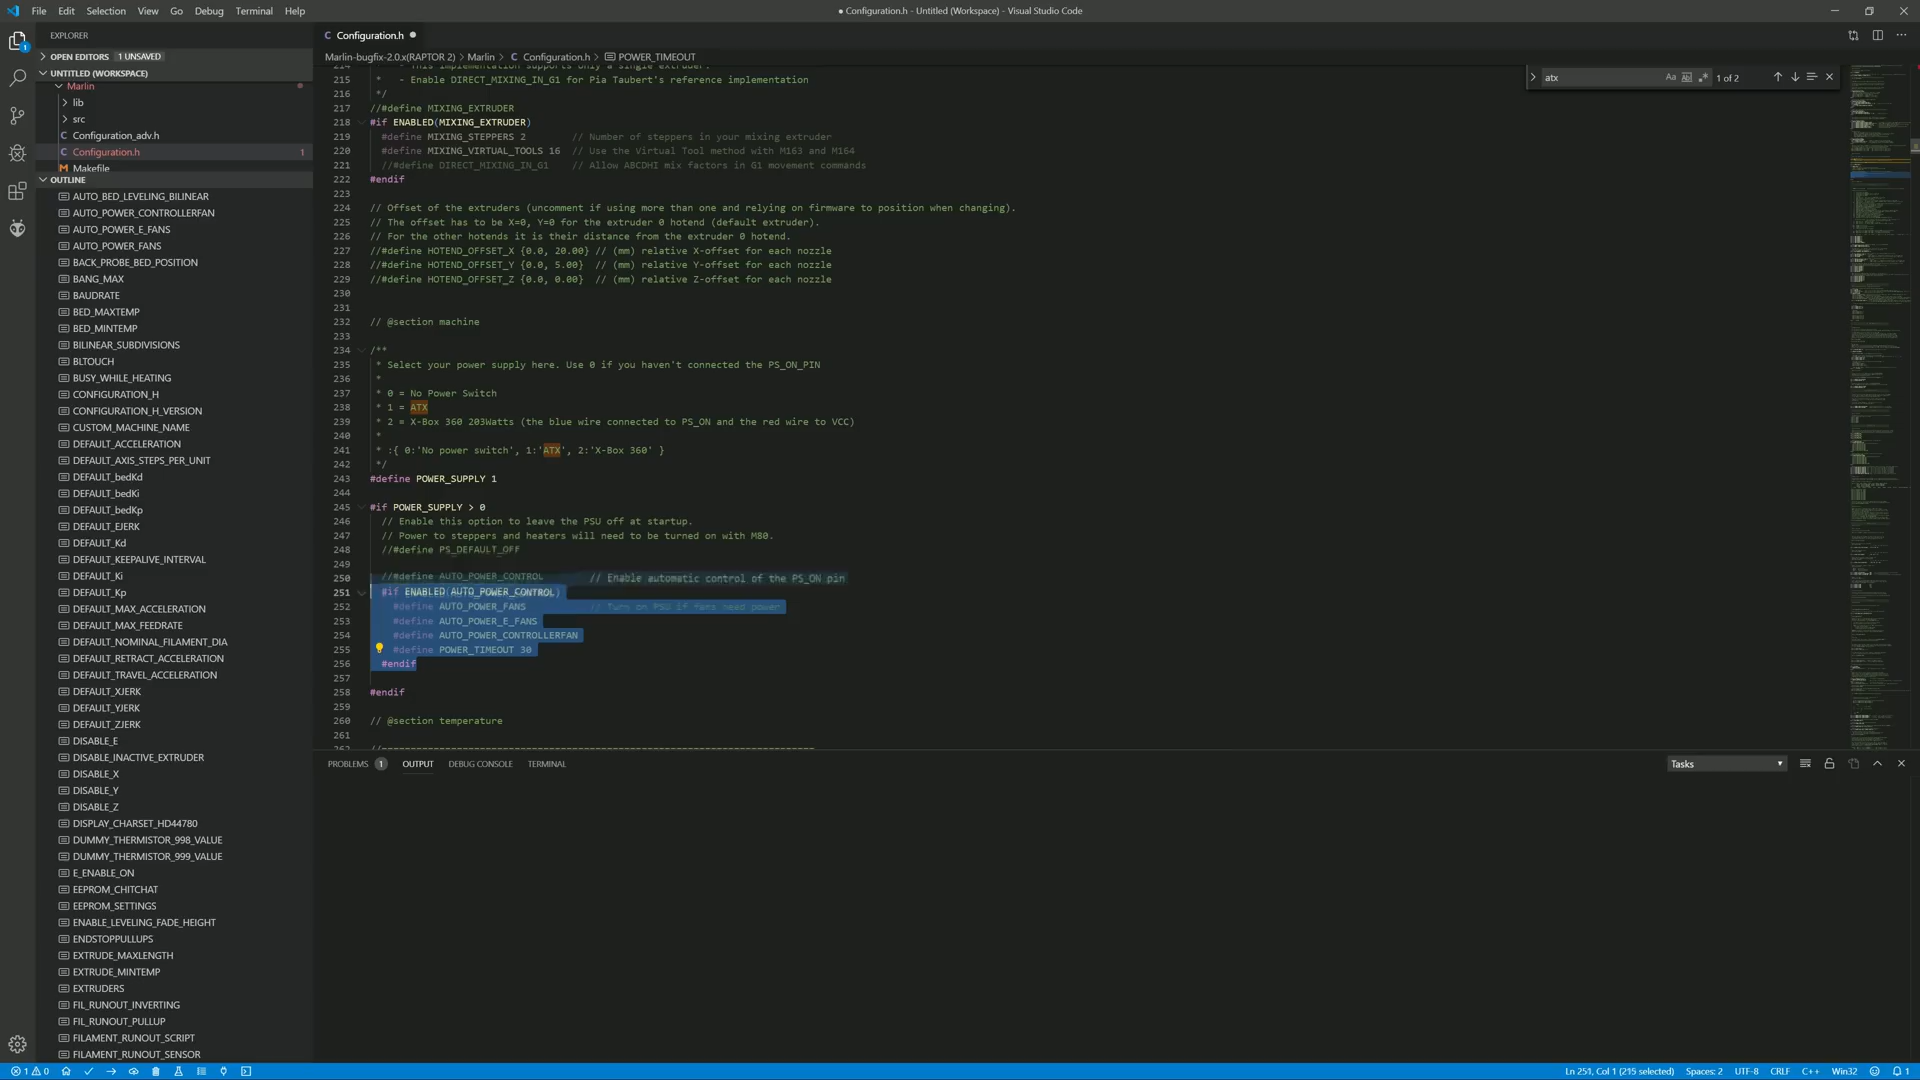 File Edit Selection View Go Debug Terminal Help
● Configuration.h - Untitled (Workspace) - Visual Studio Code
EXPLORER
OPEN EDITORS 1 UNSAVED
UNTITLED (WORKSPACE)
Marlin
lib
src
Configuration_adv.h
Configuration.h 1
Makefile
OUTLINE
AUTO_BED_LEVELING_BILINEAR
AUTO_POWER_CONTROLLERFAN
AUTO_POWER_E_FANS
AUTO_POWER_FANS
BACK_PROBE_BED_POSITION
BANG_MAX
BAUDRATE
BED_MAXTEMP
BED_MINTEMP
BILINEAR_SUBDIVISIONS
BLTOUCH
BUSY_WHILE_HEATING
CONFIGURATION_H
CONFIGURATION_H_VERSION
CUSTOM_MACHINE_NAME
DEFAULT_ACCELERATION
DEFAULT_AXIS_STEPS_PER_UNIT
DEFAULT_bedKd
DEFAULT_bedKi
DEFAULT_bedKp
DEFAULT_EJERK
DEFAULT_Kd
DEFAULT_KEEPALIVE_INTERVAL
DEFAULT_Ki
DEFAULT_Kp
DEFAULT_MAX_ACCELERATION
DEFAULT_MAX_FEEDRATE
DEFAULT_NOMINAL_FILAMENT_DIA
DEFAULT_RETRACT_ACCELERATION
DEFAULT_TRAVEL_ACCELERATION
DEFAULT_XJERK
DEFAULT_YJERK
DEFAULT_ZJERK
DISABLE_E
DISABLE_INACTIVE_EXTRUDER
DISABLE_X
DISABLE_Y
DISABLE_Z
DISPLAY_CHARSET_HD44780
DUMMY_THERMISTOR_998_VALUE
DUMMY_THERMISTOR_999_VALUE
E_ENABLE_ON
EEPROM_CHITCHAT
EEPROM_SETTINGS
ENABLE_LEVELING_FADE_HEIGHT
ENDSTOPPULLUPS
EXTRUDE_MAXLENGTH
EXTRUDE_MINTEMP
EXTRUDERS
FIL_RUNOUT_INVERTING
FIL_RUNOUT_PULLUP
FILAMENT_RUNOUT_SCRIPT
FILAMENT_RUNOUT_SENSOR
C Configuration.h ●
Marlin-bugfix-2.0.x(RAPTOR 2) > Marlin > C Configuration.h > POWER_TIMEOUT
atx Aa Abl .* 1 of 2
- This implementation supports only a single extruder.
215 * - Enable DIRECT_MIXING_IN_G1 for Pia Taubert's reference implementation
216 */
217 //#define MIXING_EXTRUDER
218 #if ENABLED(MIXING_EXTRUDER)
219 #define MIXING_STEPPERS 2 // Number of steppers in your mixing extruder
220 #define MIXING_VIRTUAL_TOOLS 16 // Use the Virtual Tool method with M163 and M164
221 //#define DIRECT_MIXING_IN_G1 // Allow ABCDHI mix factors in G1 movement commands
222 #endif
223
224 // Offset of the extruders (uncomment if using more than one and relying on firmware to position when changing).
225 // The offset has to be X=0, Y=0 for the extruder 0 hotend (default extruder).
226 // For the other hotends it is their distance from the extruder 0 hotend.
227 //#define HOTEND_OFFSET_X {0.0, 20.00} // (mm) relative X-offset for each nozzle
228 //#define HOTEND_OFFSET_Y {0.0, 5.00} // (mm) relative Y-offset for each nozzle
229 //#define HOTEND_OFFSET_Z {0.0, 0.00} // (mm) relative Z-offset for each nozzle
230
231
232 // @section machine
233
234 /**
235 * Select your power supply here. Use 0 if you haven't connected the PS_ON_PIN
236 *
237 * 0 = No Power Switch
238 * 1 = ATX
239 * 2 = X-Box 360 203Watts (the blue wire connected to PS_ON and the red wire to VCC)
240 *
241 * :{ 0:'No power switch', 1:'ATX', 2:'X-Box 360' }
242 */
243 #define POWER_SUPPLY 1
244
245 #if POWER_SUPPLY > 0
246 // Enable this option to leave the PSU off at startup.
247 // Power to steppers and heaters will need to be turned on with M80.
248 //#define PS_DEFAULT_OFF
249
250 //#define AUTO_POWER_CONTROL // Enable automatic control of the PS_ON pin
251 #if ENABLED(AUTO_POWER_CONTROL)
252 #define AUTO_POWER_FANS // Turn on PSU if fans need power
253 #define AUTO_POWER_E_FANS
254 #define AUTO_POWER_CONTROLLERFAN
255 #define POWER_TIMEOUT 30
256 #endif
257
258 #endif
259
260 // @section temperature
261
262 //===========================================================================
PROBLEMS 1 OUTPUT DEBUG CONSOLE TERMINAL
Tasks
1 0
Ln 251, Col 1 (215 selected) Spaces: 2 UTF-8 CRLF C++ Win32 1